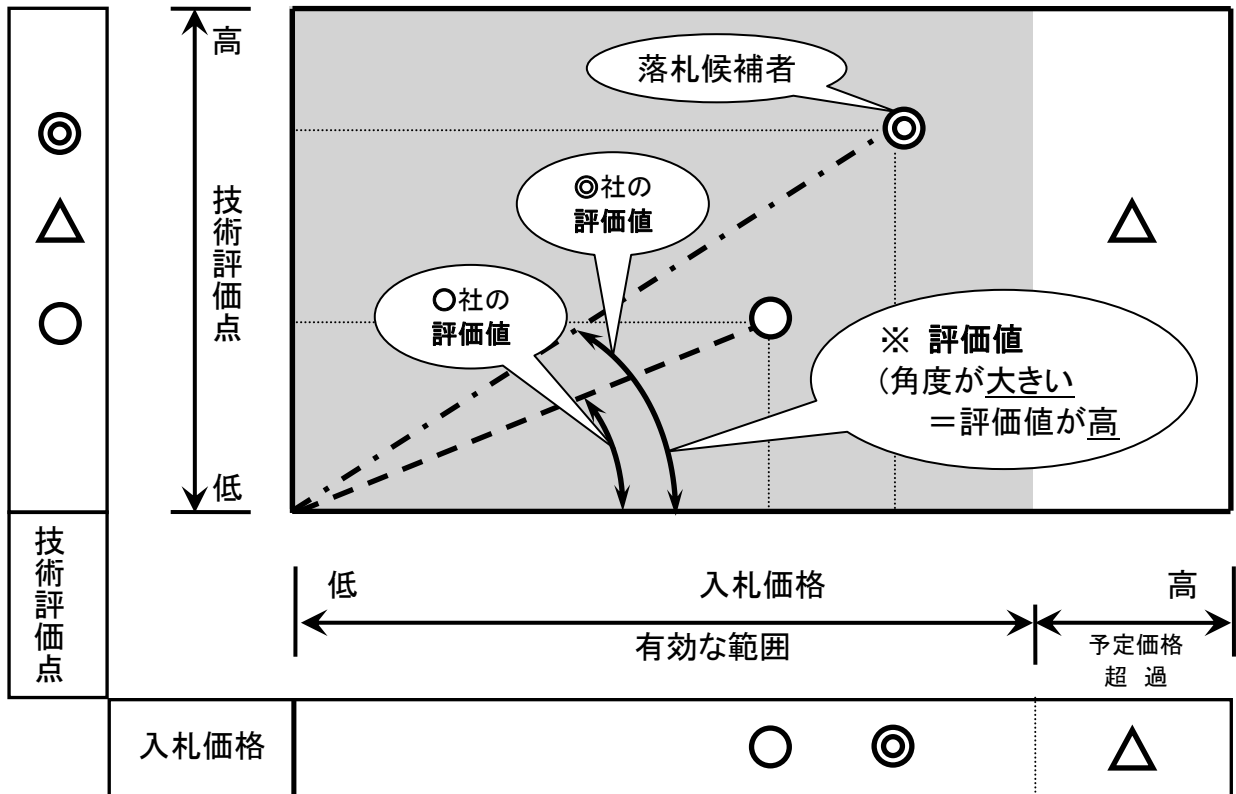 高
技術評価点
低
落札候補者
◎社の
評価値
○社の
評価値
※ 評価値
（角度が大きい
＝評価値が高
技術評価点
低 入札価格 高
有効な範囲
予定価格
超 過
入札価格